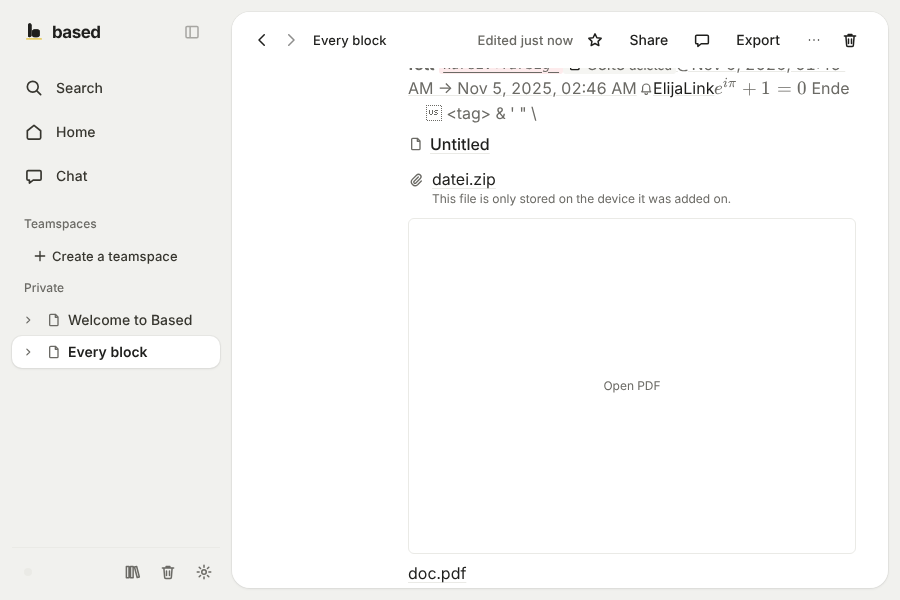 based
Search
Home
Chat
Teamspaces
Create a teamspace
Private
Welcome to Based
Every block
Every block
Edited just now
Share
Export
AM → Nov 5, 2025, 02:46 AM ElijaLink e^{iπ} + 1 = 0 Ende
US <tag> & ' " \
Untitled
datei.zip
This file is only stored on the device it was added on.
Open PDF
doc.pdf